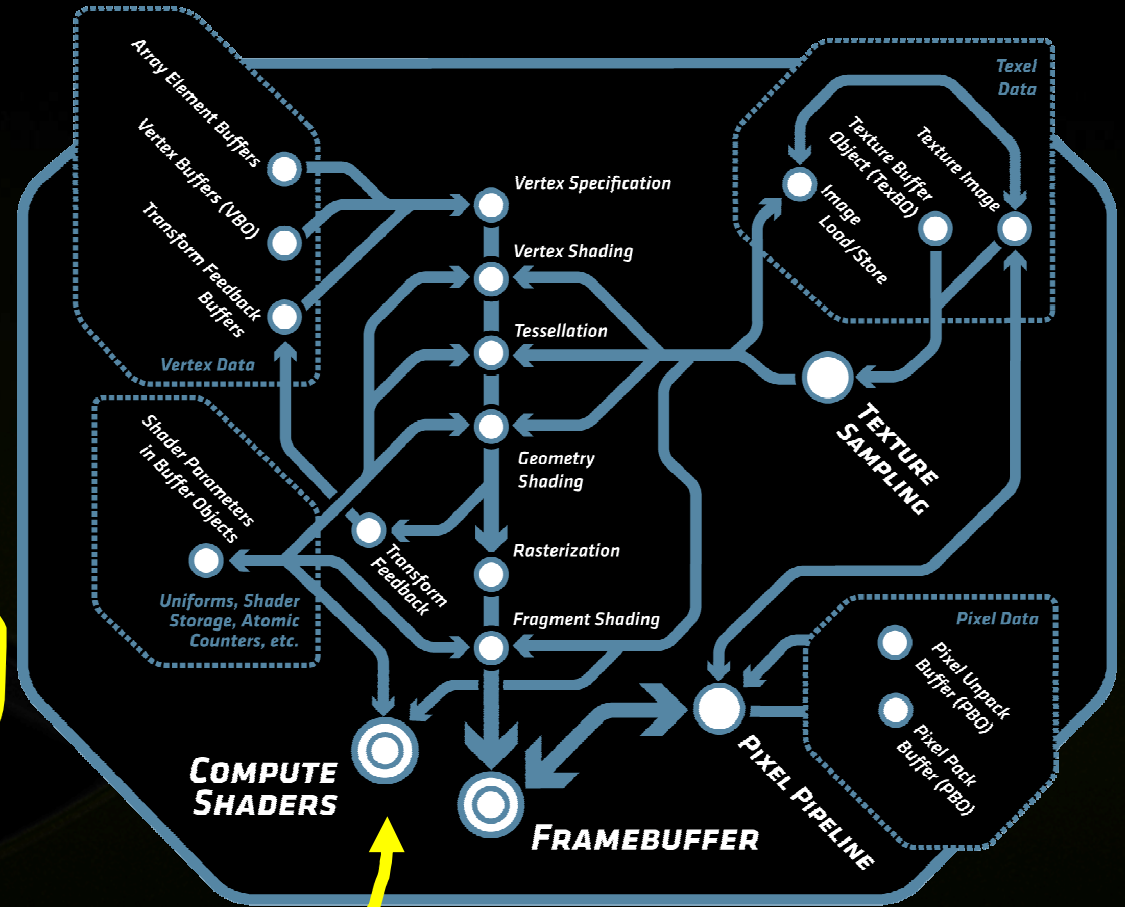 Array Element Buffers
Vertex Buffers (VBO)
Transform Feedback
Buffers
Vertex Data
Vertex Specification
Vertex Shading
Tessellation
Geometry
Shading
Rasterization
Fragment Shading
Texel
Data
Image
Load/Store
Texture Buffer
Object (TexBO)
Texture Image
TEXTURE
SAMPLING
Shader Parameters
in Buffer Objects
Uniforms, Shader
Storage, Atomic
Counters, etc.
Transform
Feedback
Pixel Data
Pixel Unpack
Buffer (PBO)
Pixel Pack
Buffer (PBO)
PIXEL PIPELINE
COMPUTE
SHADERS
FRAMEBUFFER